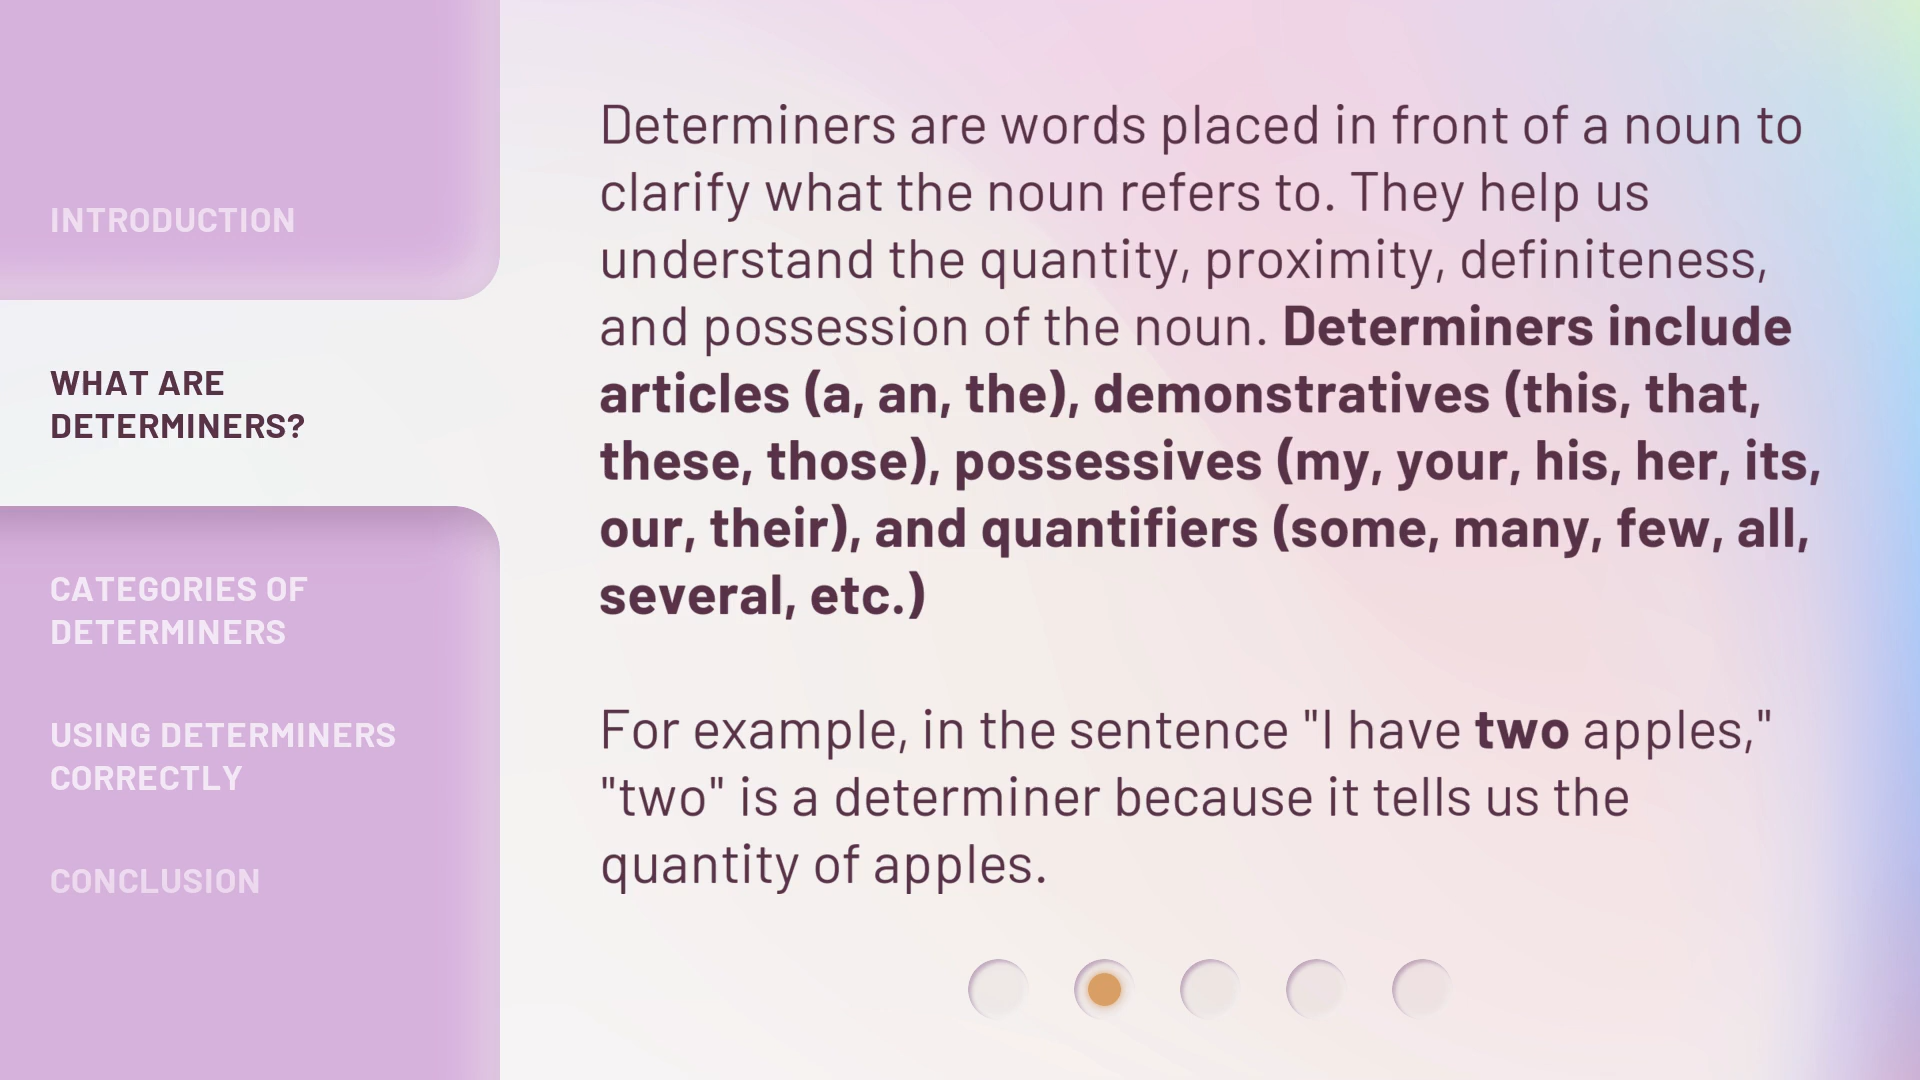 INTRODUCTION
WHAT ARE
DETERMINERS?
CATEGORIES OF
DETERMINERS
USING DETERMINERS
CORRECTLY
CONCLUSION
Determiners are words placed in front of a noun to
clarify what the noun refers to. They help us
understand the quantity, proximity, definiteness,
and possession of the noun. Determiners include
articles (a, an, the), demonstratives (this, that,
these, those), possessives (my, your, his, her, its,
our, their), and quantifiers (some, many, few, all,
several, etc.)
For example, in the sentence "I have two apples,"
"two" is a determiner because it tells us the
quantity of apples.